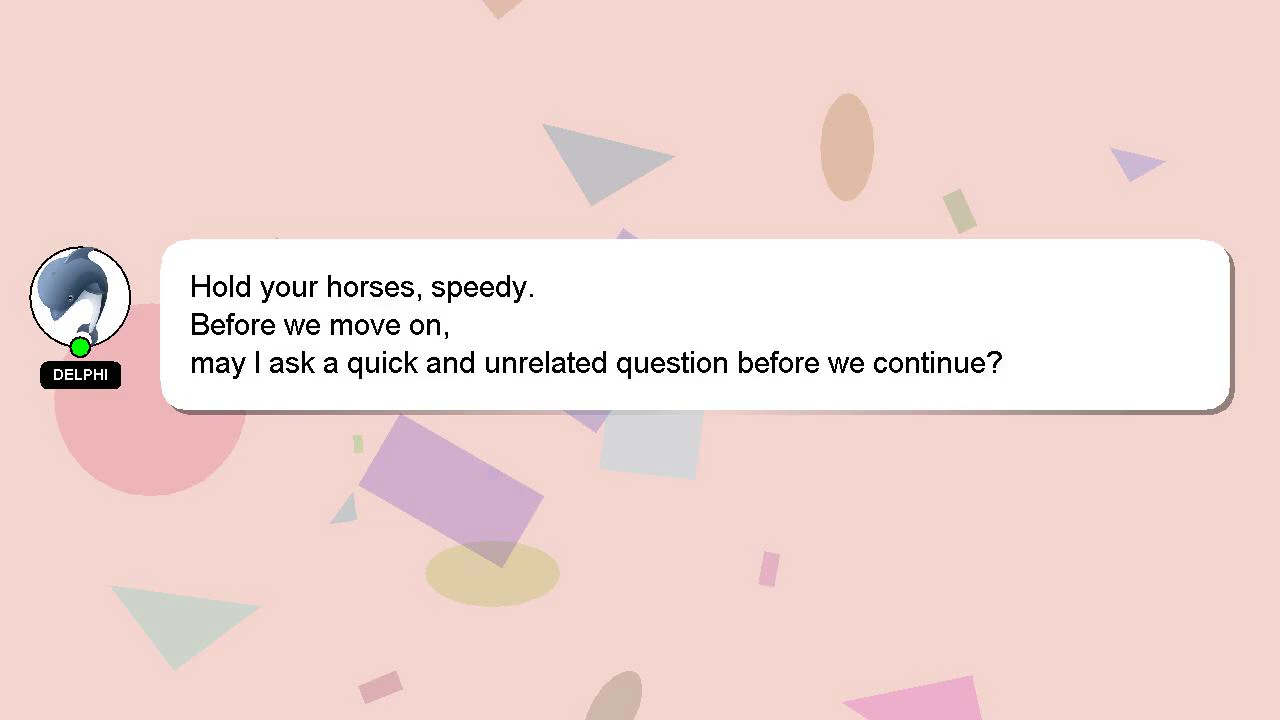 Hold your horses, speedy.
Before we move on,
may I ask a quick and unrelated question before we continue?
DELPHI